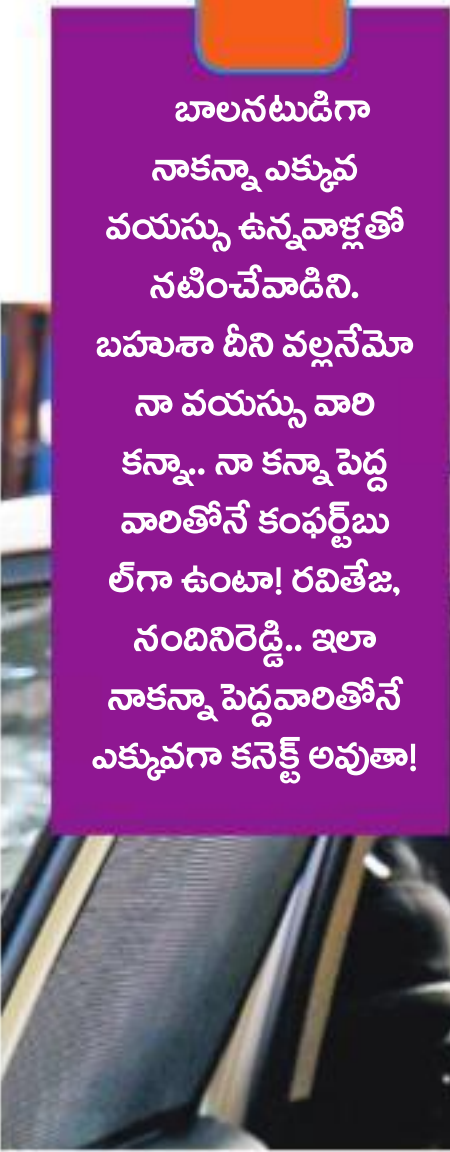 బాలనటుడిగా
నాకన్నా ఎక్కువ
వయస్సు ఉన్నవాళ్లతో
నటించేవాడిని.
బహుశా దీని వల్లనేమో
నా వయస్సు వారి
కన్నా.. నా కన్నా పెద్ద
వారితోనే కంఫర్ట్‌బు
ల్‌గా ఉంటా! రవితేజ,
నందినిరెడ్డి.. ఇలా
నాకన్నా పెద్దవారితోనే
ఎక్కువగా కనెక్ట్ అవుతా!